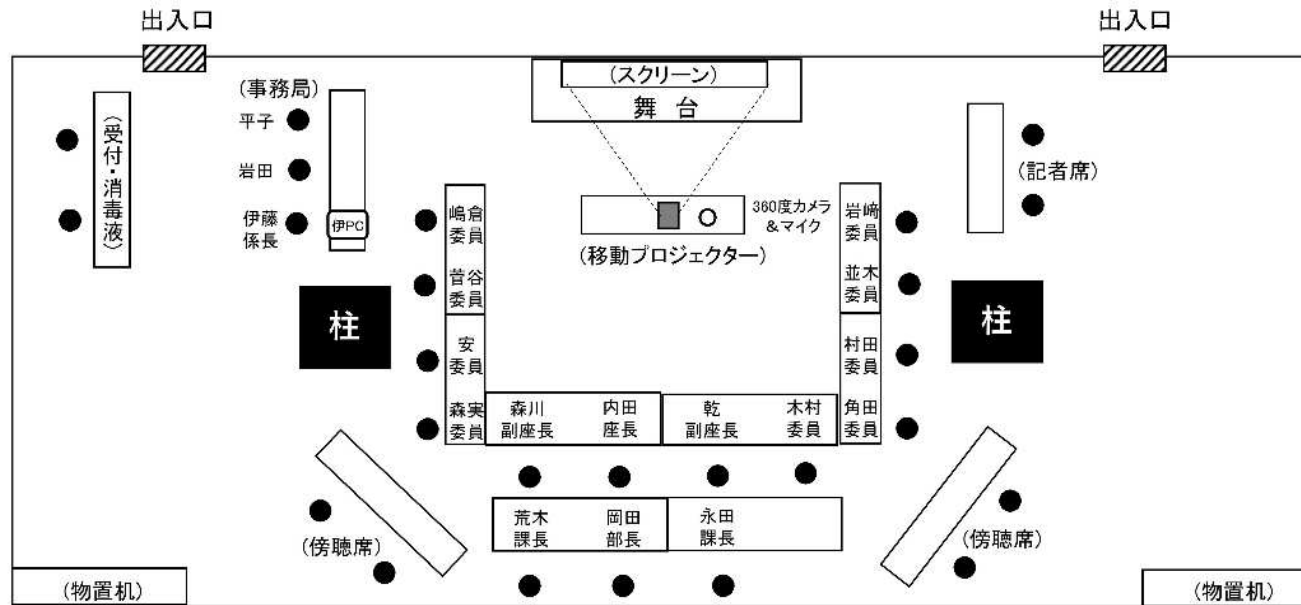 出入口
出入口
(スクリーン)
舞台
(事務局)
平子
岩田
伊藤
係長
伊PC
(受付・消毒液)
嶋倉
委員
菅谷
委員
安
委員
森実
委員
360度カメラ
&マイク
(移動プロジェクター)
岩﨑
委員
並木
委員
村田
委員
角田
委員
(記者席)
柱
柱
森川
副座長
内田
座長
乾
副座長
木村
委員
荒木
課長
岡田
部長
永田
課長
(傍聴席)
(傍聴席)
(物置机)
(物置机)